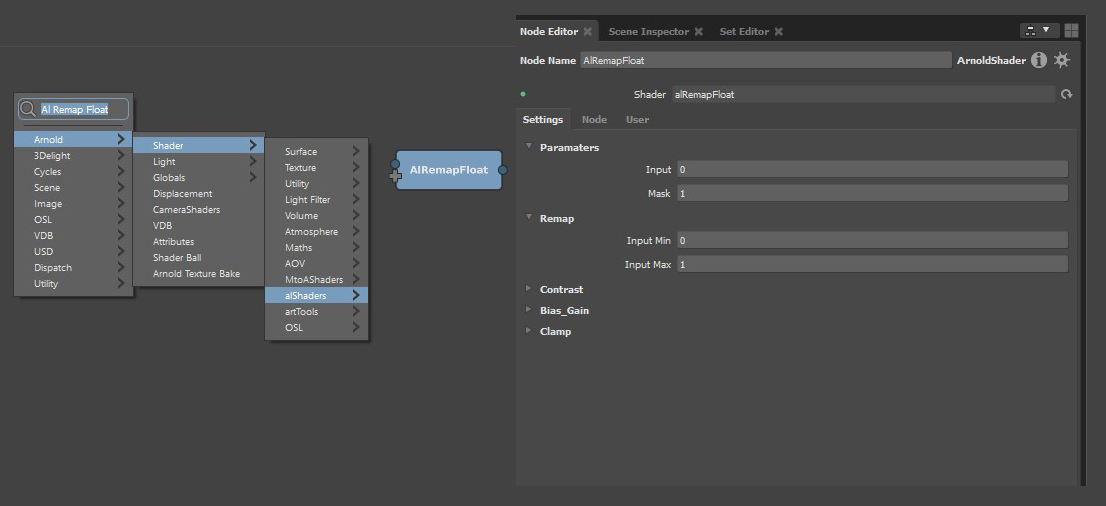 Al Remap Float
Arnold
3Delight
Cycles
Scene
Image
OSL
VDB
USD
Dispatch
Utility
Shader
Light
Globals
Displacement
CameraShaders
VDB
Attributes
Shader Ball
Arnold Texture Bake
Surface
Texture
Utility
Light Filter
Volume
Atmosphere
Maths
AOV
MtoAShaders
alShaders
artTools
OSL
AlRemapFloat
Node Editor Scene Inspector Set Editor
Node Name AlRemapFloat ArnoldShader
Shader alRemapFloat
Settings Node User
Paramaters
Input 0
Mask 1
Remap
Input Min 0
Input Max 1
Contrast
Bias_Gain
Clamp